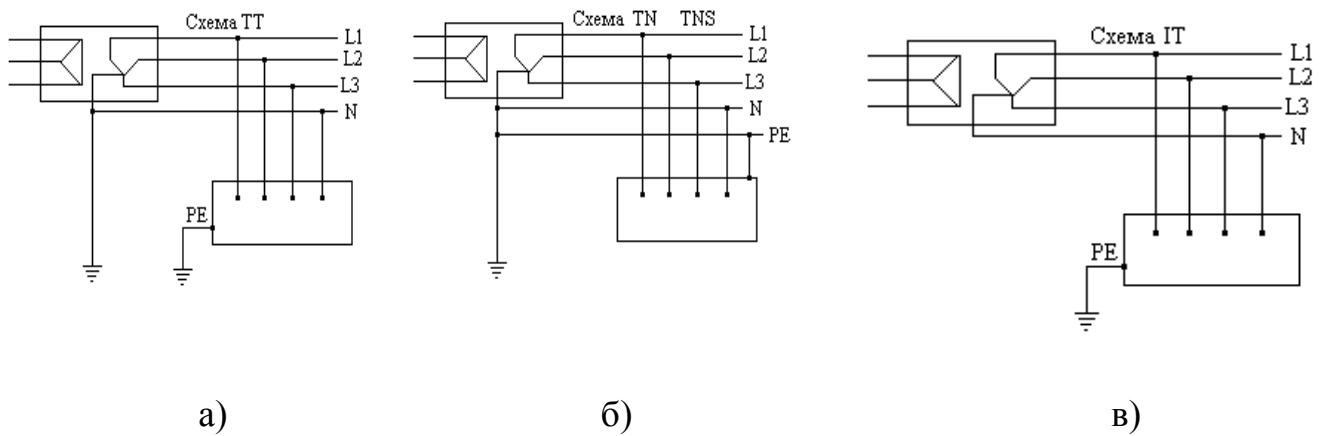 Схема TT
L1
L2
L3
N
PE
а)
Схема TN TNS
L1
L2
L3
N
PE
б)
Схема IT
L1
L2
L3
N
PE
в)